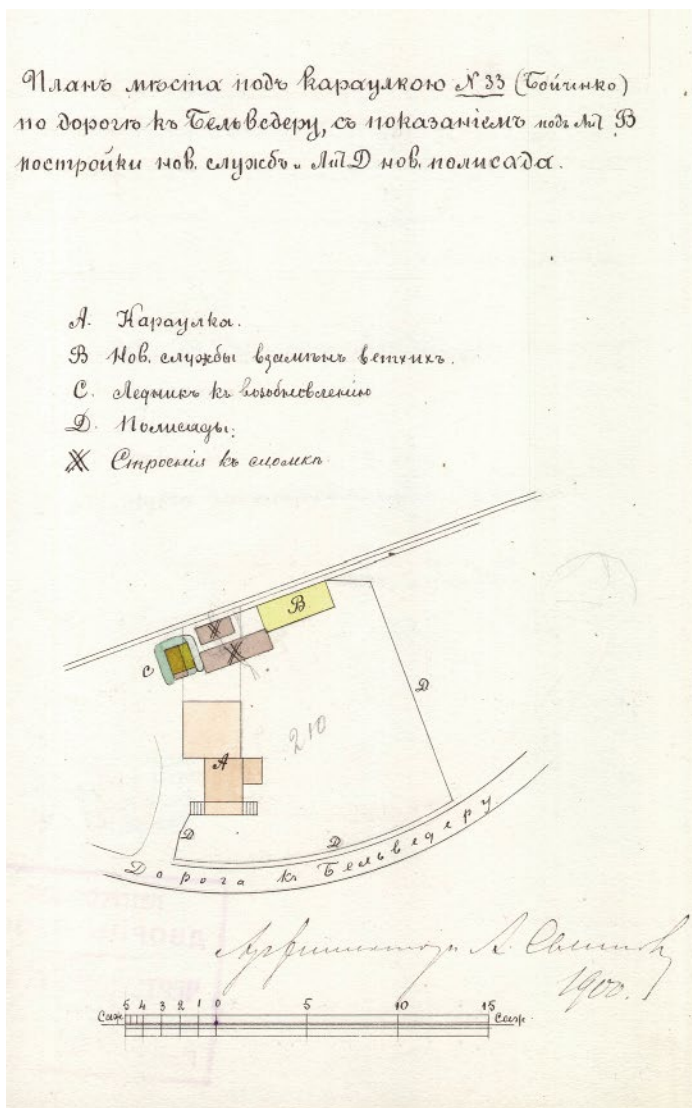 Планъ мѣста подъ караулкою N 33 (Бойченко)
по дорогѣ къ Бельведеру, съ показаніемъ подъ Лит В
постройки нов. службъ и Лит D нов. полисада.
A. Караулка.
B Нов. службы взамѣнъ ветхихъ.
C. Ледникъ къ возобновленію
D. Полисады.
X Строенія къ сломкѣ.
B
X
X
C
D
210
A
D
D
Дорога къ Бельведеру
Архитекторъ А. Семенов
1900.
5 4 3 2 1 0 5 10 15
Саж. Саж.